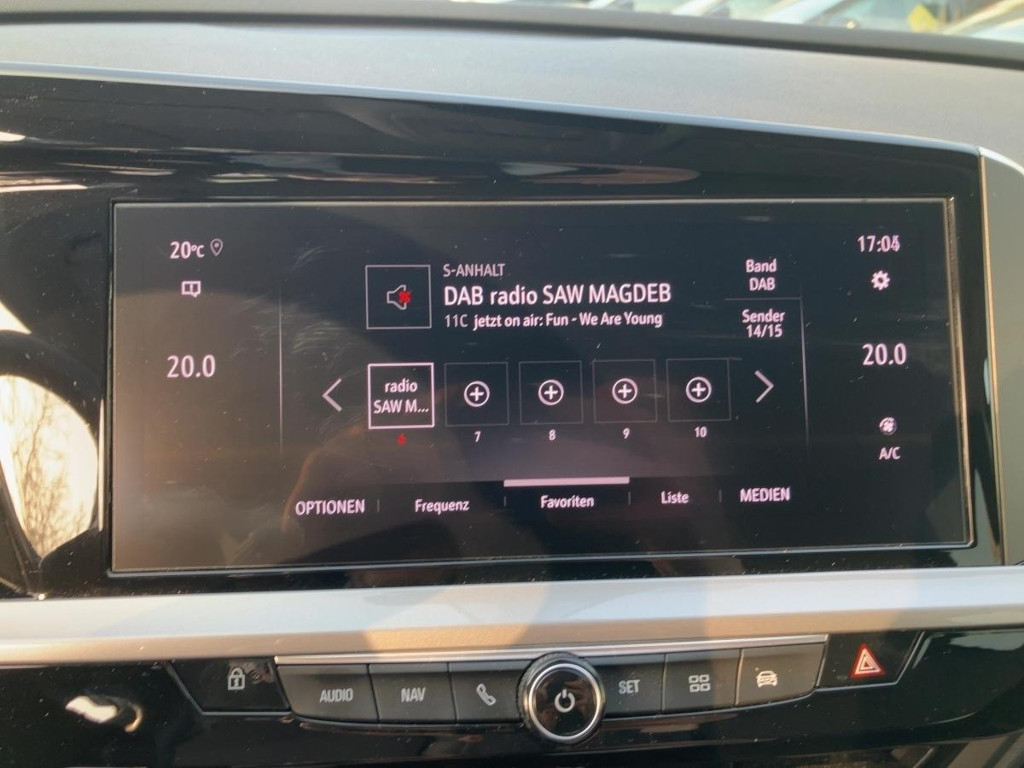 20°C
17:04
S-ANHALT
DAB radio SAW MAGDEB
11C jetzt on air: Fun - We Are Young
Band
DAB
Sender
14/15
20.0
20.0
radio
SAW M...
6
7
8
9
10
A/C
OPTIONEN
Frequenz
Favoriten
Liste
MEDIEN
AUDIO
NAV
SET